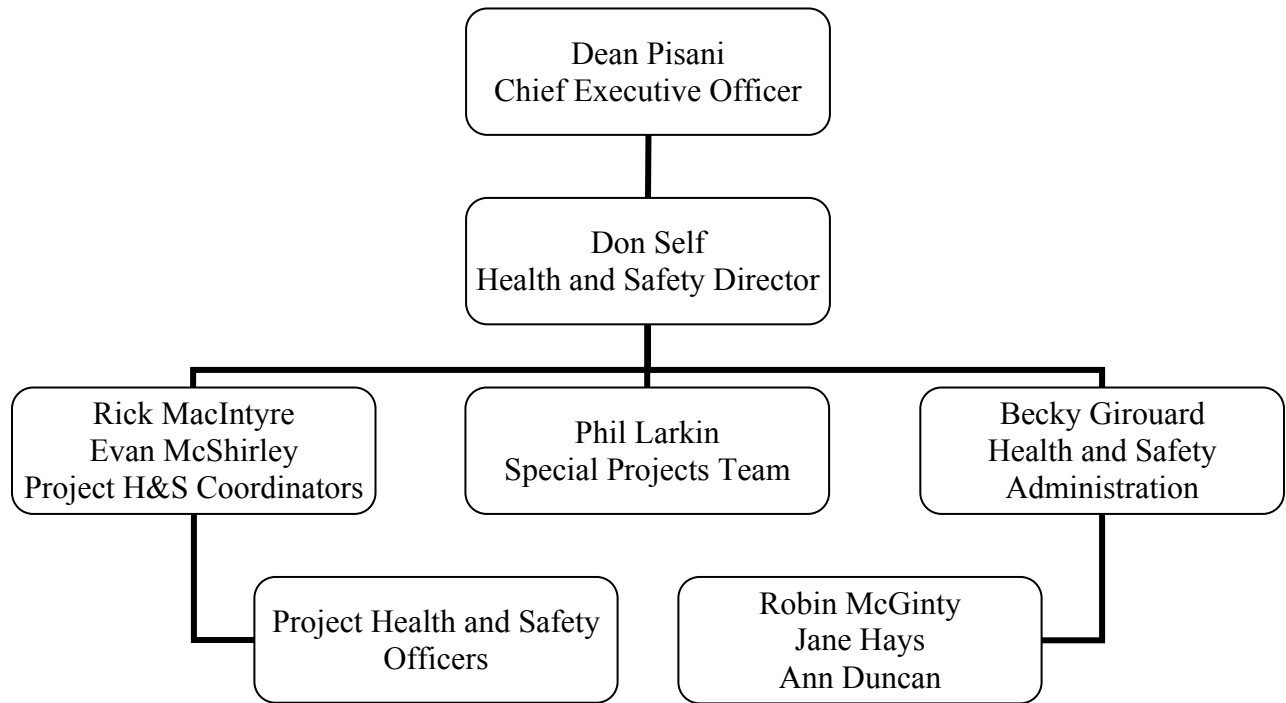 Dean Pisani
Chief Executive Officer
Don Self
Health and Safety Director
Rick MacIntyre
Evan McShirley
Project H&S Coordinators
Phil Larkin
Special Projects Team
Becky Girouard
Health and Safety
Administration
Project Health and Safety
Officers
Robin McGinty
Jane Hays
Ann Duncan